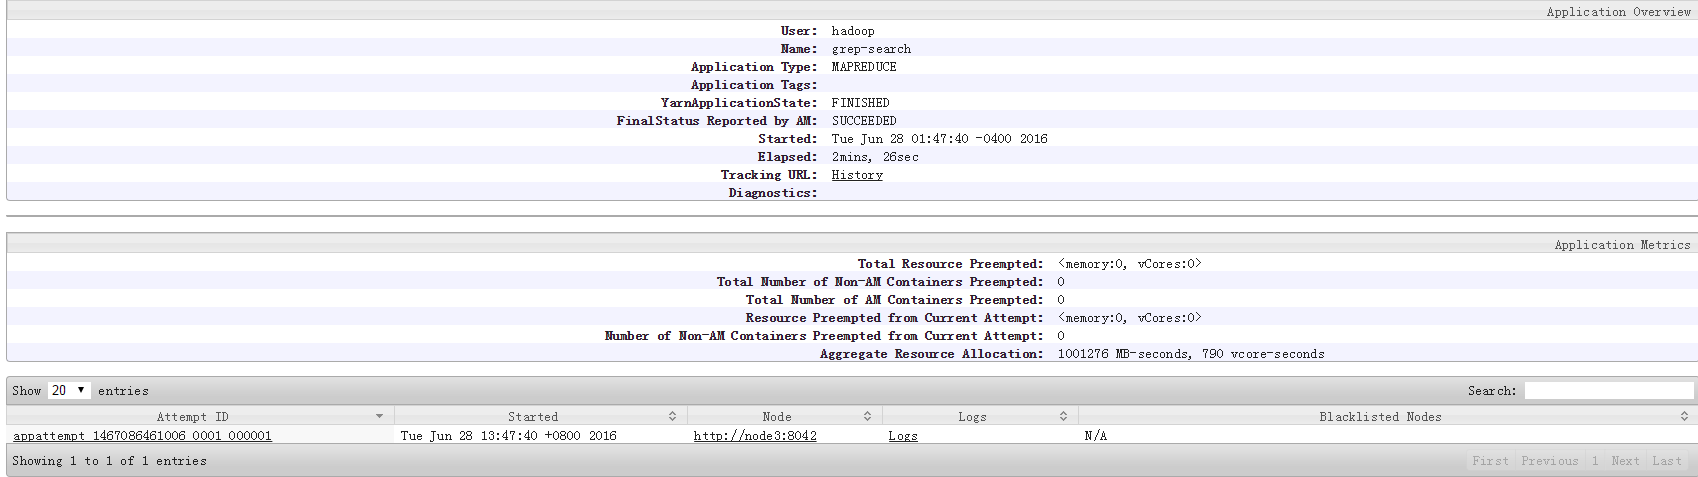 Application Overview
User: hadoop
Name: grep-search
Application Type: MAPREDUCE
Application Tags:
YarnApplicationState: FINISHED
FinalStatus Reported by AM: SUCCEEDED
Started: Tue Jun 28 01:47:40 -0400 2016
Elapsed: 2mins, 26sec
Tracking URL: History
Diagnostics:
Application Metrics
Total Resource Preempted: <memory:0, vCores:0>
Total Number of Non-AM Containers Preempted: 0
Total Number of AM Containers Preempted: 0
Resource Preempted from Current Attempt: <memory:0, vCores:0>
Number of Non-AM Containers Preempted from Current Attempt: 0
Aggregate Resource Allocation: 1001276 MB-seconds, 790 vcore-seconds
Show 20 entries Search:
Attempt ID Started Node Logs Blacklisted Nodes
appattempt_1467086461006_0001_000001 Tue Jun 28 13:47:40 +0800 2016 http://node3:8042 Logs N/A
Showing 1 to 1 of 1 entries First Previous 1 Next Last